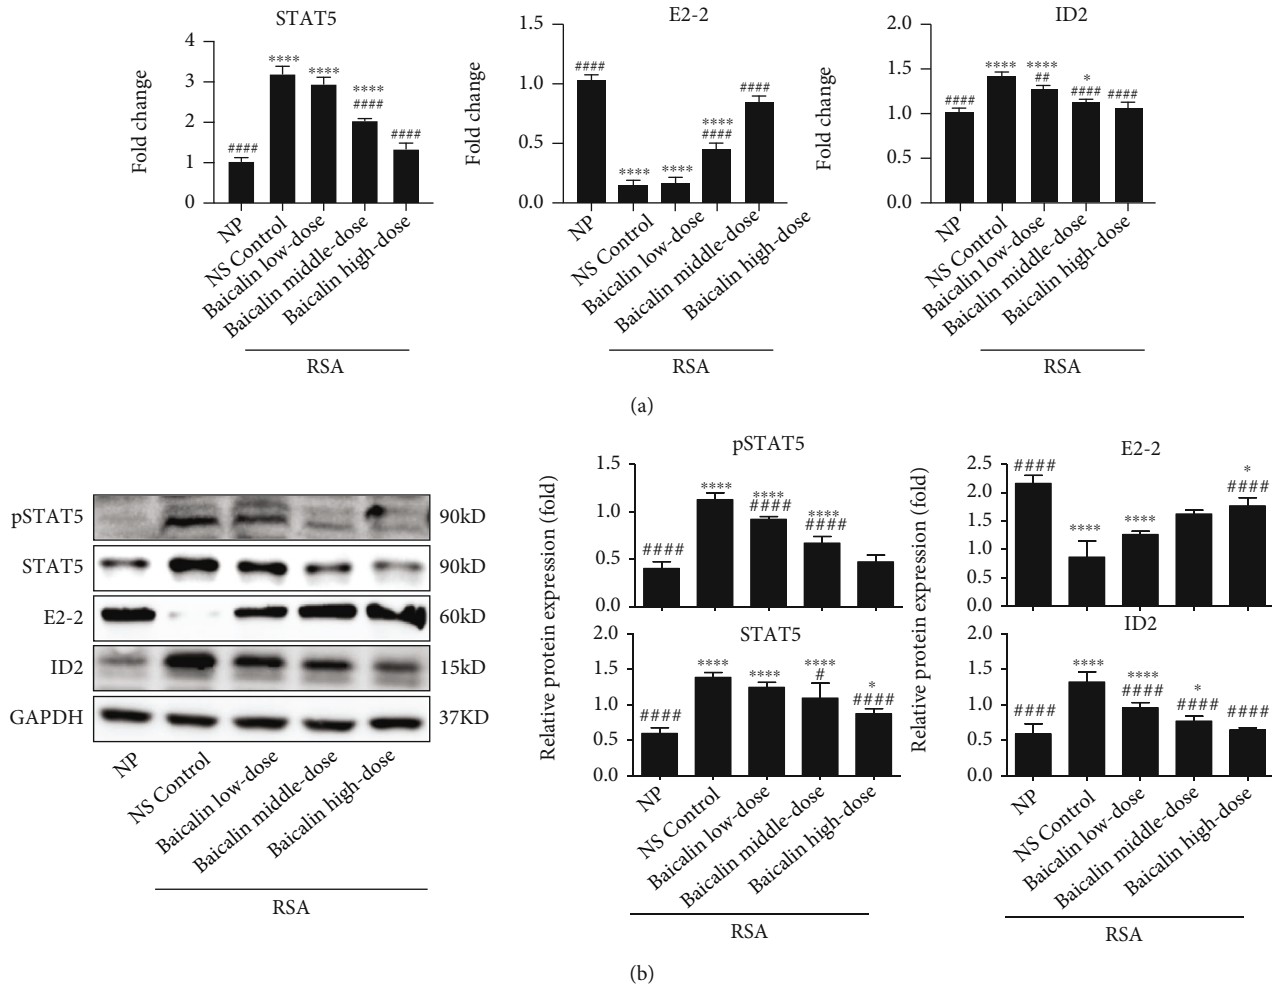 STAT5
Fold change
4
3
2
1
0
####
****
****
****
####
####
NP
NS Control
Baicalin low-dose
Baicalin middle-dose
Baicalin high-dose
RSA
E2-2
Fold change
1.5
1.0
0.5
0.0
####
****
****
****
####
####
NP
NS Control
Baicalin low-dose
Baicalin middle-dose
Baicalin high-dose
RSA
ID2
Fold change
2.0
1.5
1.0
0.5
0.0
####
****
****
##
*
####
####
NP
NS Control
Baicalin low-dose
Baicalin middle-dose
Baicalin high-dose
RSA
(a)
pSTAT5 90kD
STAT5 90kD
E2-2 60kD
ID2 15kD
GAPDH 37KD
NP
NS Control
Baicalin low-dose
Baicalin middle-dose
Baicalin high-dose
RSA
Relative protein expression (fold)
pSTAT5
1.5
1.0
0.5
0.0
####
****
****
####
****
####
STAT5
2.0
1.5
1.0
0.5
0.0
####
****
****
****
#
*
####
NP
NS Control
Baicalin low-dose
Baicalin middle-dose
Baicalin high-dose
RSA
Relative protein expression (fold)
E2-2
2.5
2.0
1.5
1.0
0.5
0.0
####
****
****
*
####
ID2
2.0
1.5
1.0
0.5
0.0
####
****
****
####
*
####
####
NP
NS Control
Baicalin low-dose
Baicalin middle-dose
Baicalin high-dose
RSA
(b)